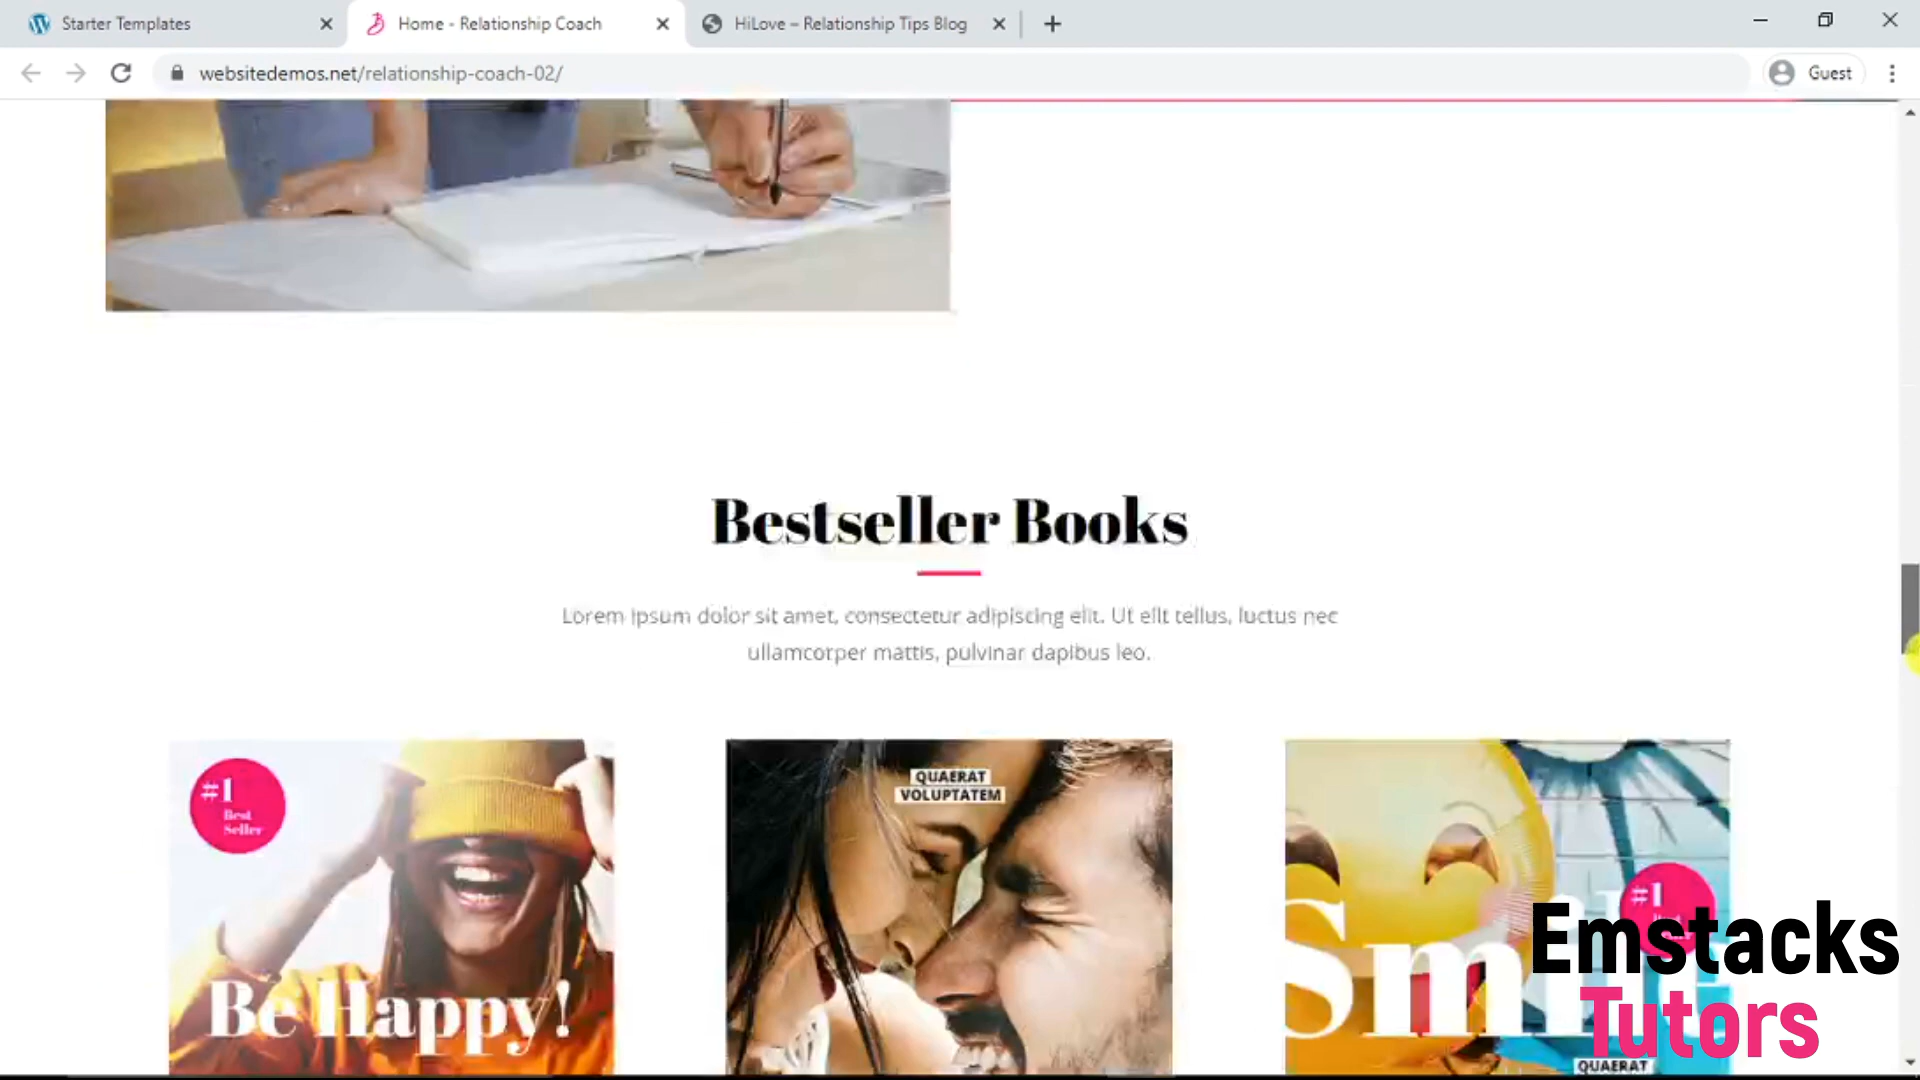 Starter Templates
Home - Relationship Coach
HiLove – Relationship Tips Blog
websitedemos.net/relationship-coach-02/
Guest
Bestseller Books
Lorem ipsum dolor sit amet, consectetur adipiscing elit. Ut elit tellus, luctus nec
ullamcorper mattis, pulvinar dapibus leo.
#1
Best
Seller
Be Happy!
QUAERAT
VOLUPTATEM
#1
Smile
QUAERAT
Emstacks
Tutors